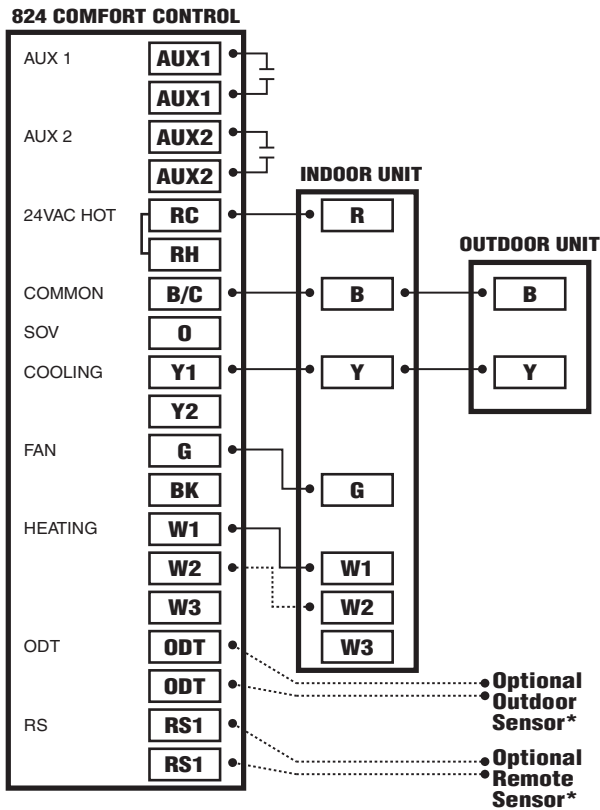 824 COMFORT CONTROL
AUX 1
AUX1
AUX1
AUX 2
AUX2
AUX2
24VAC HOT
RC
RH
COMMON
B/C
SOV
O
COOLING
Y1
Y2
FAN
G
BK
HEATING
W1
W2
W3
ODT
ODT
ODT
RS
RS1
RS1
INDOOR UNIT
R
B
Y
G
W1
W2
W3
OUTDOOR UNIT
B
Y
Optional
Outdoor
Sensor*
Optional
Remote
Sensor*